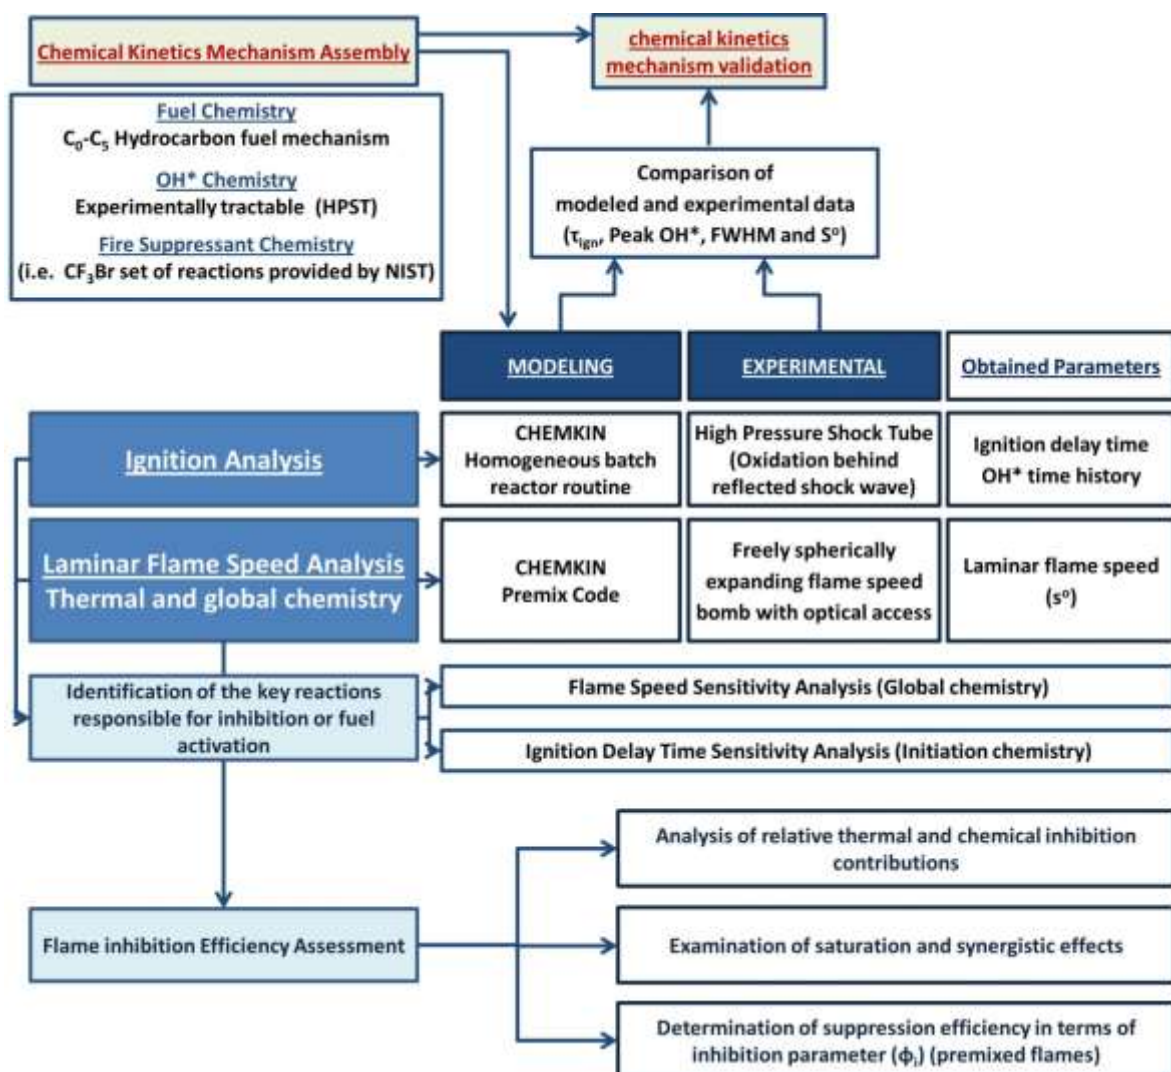 Chemical Kinetics Mechanism Assembly
chemical kinetics
mechanism validation
Fuel Chemistry
C₀-C₅ Hydrocarbon fuel mechanism
OH* Chemistry
Experimentally tractable (HPST)
Fire Suppressant Chemistry
(i.e. CF₃Br set of reactions provided by NIST)
Comparison of
modeled and experimental data
(τᵢgₙ, Peak OH*, FWHM and Sᵒ)
MODELING
EXPERIMENTAL
Obtained Parameters
Ignition Analysis
CHEMKIN
Homogeneous batch
reactor routine
High Pressure Shock Tube
(Oxidation behind
reflected shock wave)
Ignition delay time
OH* time history
Laminar Flame Speed Analysis
Thermal and global chemistry
CHEMKIN
Premix Code
Freely spherically
expanding flame speed
bomb with optical access
Laminar flame speed
(sᵒ)
Identification of the key reactions
responsible for inhibition or fuel
activation
Flame Speed Sensitivity Analysis (Global chemistry)
Ignition Delay Time Sensitivity Analysis (Initiation chemistry)
Flame inhibition Efficiency Assessment
Analysis of relative thermal and chemical inhibition
contributions
Examination of saturation and synergistic effects
Determination of suppression efficiency in terms of
inhibition parameter (ϕᵢ) (premixed flames)